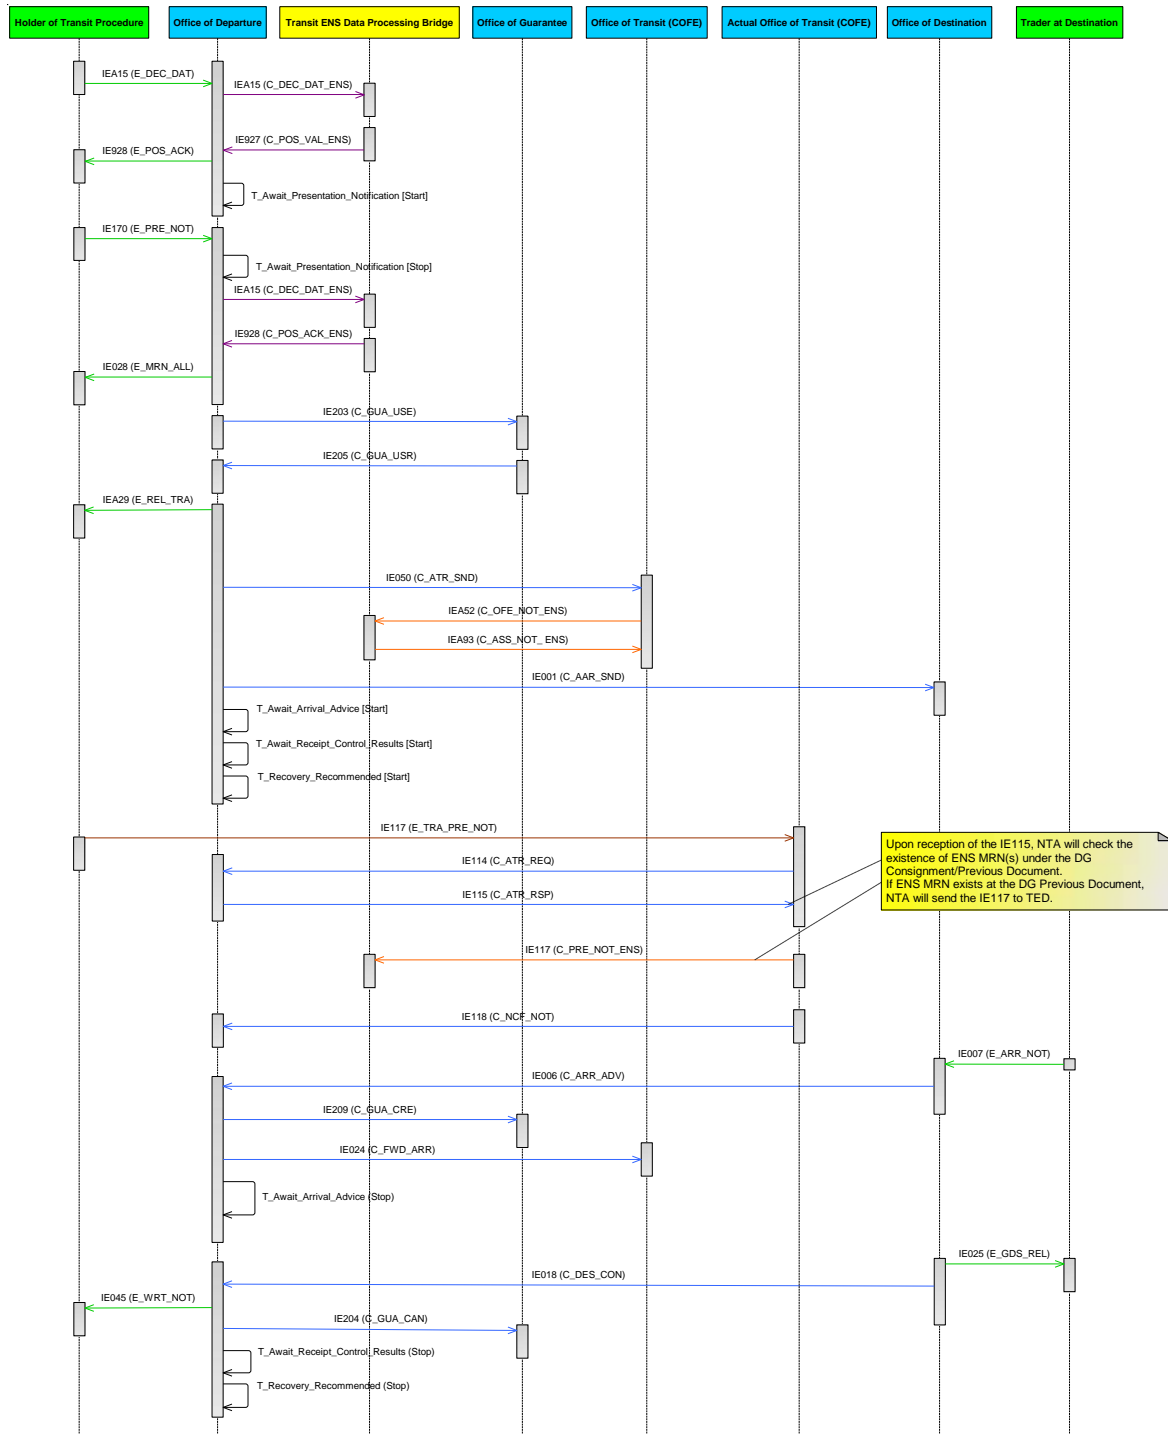 Holder of Transit Procedure
Office of Departure
Transit ENS Data Processing Bridge
Office of Guarantee
Office of Transit (COFE)
Actual Office of Transit (COFE)
Office of Destination
Trader at Destination
IEA15 (E_DEC_DAT)
IEA15 (C_DEC_DAT_ENS)
IE927 (C_POS_VAL_ENS)
IE928 (E_POS_ACK)
T_Await_Presentation_Notification [Start]
IE170 (E_PRE_NOT)
T_Await_Presentation_Notification [Stop]
IEA15 (C_DEC_DAT_ENS)
IE928 (C_POS_ACK_ENS)
IE028 (E_MRN_ALL)
IE203 (C_GUA_USE)
IE205 (C_GUA_USR)
IEA29 (E_REL_TRA)
IE050 (C_ATR_SND)
IEA52 (C_OFE_NOT_ENS)
IEA93 (C_ASS_NOT_ ENS)
IE001 (C_AAR_SND)
T_Await_Arrival_Advice [Start]
T_Await_Receipt_Control_Results [Start]
T_Recovery_Recommended [Start]
IE117 (E_TRA_PRE_NOT)
Upon reception of the IE115, NTA will check the
existence of ENS MRN(s) under the DG
Consignment/Previous Document.
If ENS MRN exists at the DG Previous Document,
NTA will send the IE117 to TED.
IE114 (C_ATR_REQ)
IE115 (C_ATR_RSP)
IE117 (C_PRE_NOT_ENS)
IE118 (C_NCF_NOT)
IE007 (E_ARR_NOT)
IE006 (C_ARR_ADV)
IE209 (C_GUA_CRE)
IE024 (C_FWD_ARR)
T_Await_Arrival_Advice (Stop)
IE025 (E_GDS_REL)
IE018 (C_DES_CON)
IE045 (E_WRT_NOT)
IE204 (C_GUA_CAN)
T_Await_Receipt_Control_Results (Stop)
T_Recovery_Recommended (Stop)